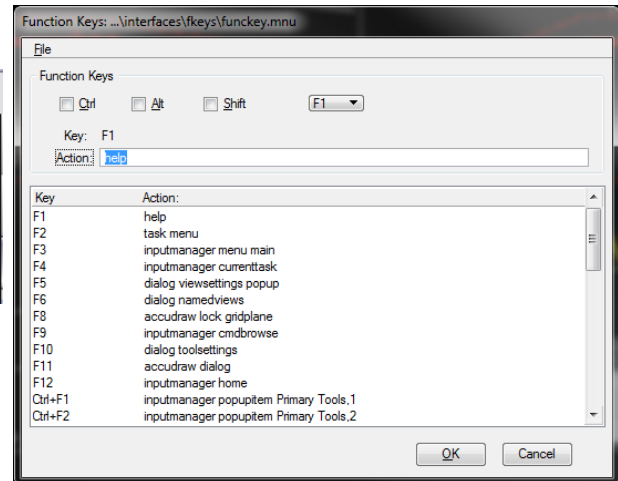 Function Keys: ...\interfaces\fkeys\funckey.mnu
File
Function Keys
Ctrl Alt Shift F1
Key: F1
Action: help
Key Action:
F1 help
F2 task menu
F3 inputmanager menu main
F4 inputmanager currenttask
F5 dialog viewsettings popup
F6 dialog namedviews
F8 accudraw lock gridplane
F9 inputmanager cmdbrowse
F10 dialog toolsettings
F11 accudraw dialog
F12 inputmanager home
Ctrl+F1 inputmanager popupitem Primary Tools,1
Ctrl+F2 inputmanager popupitem Primary Tools,2
OK Cancel